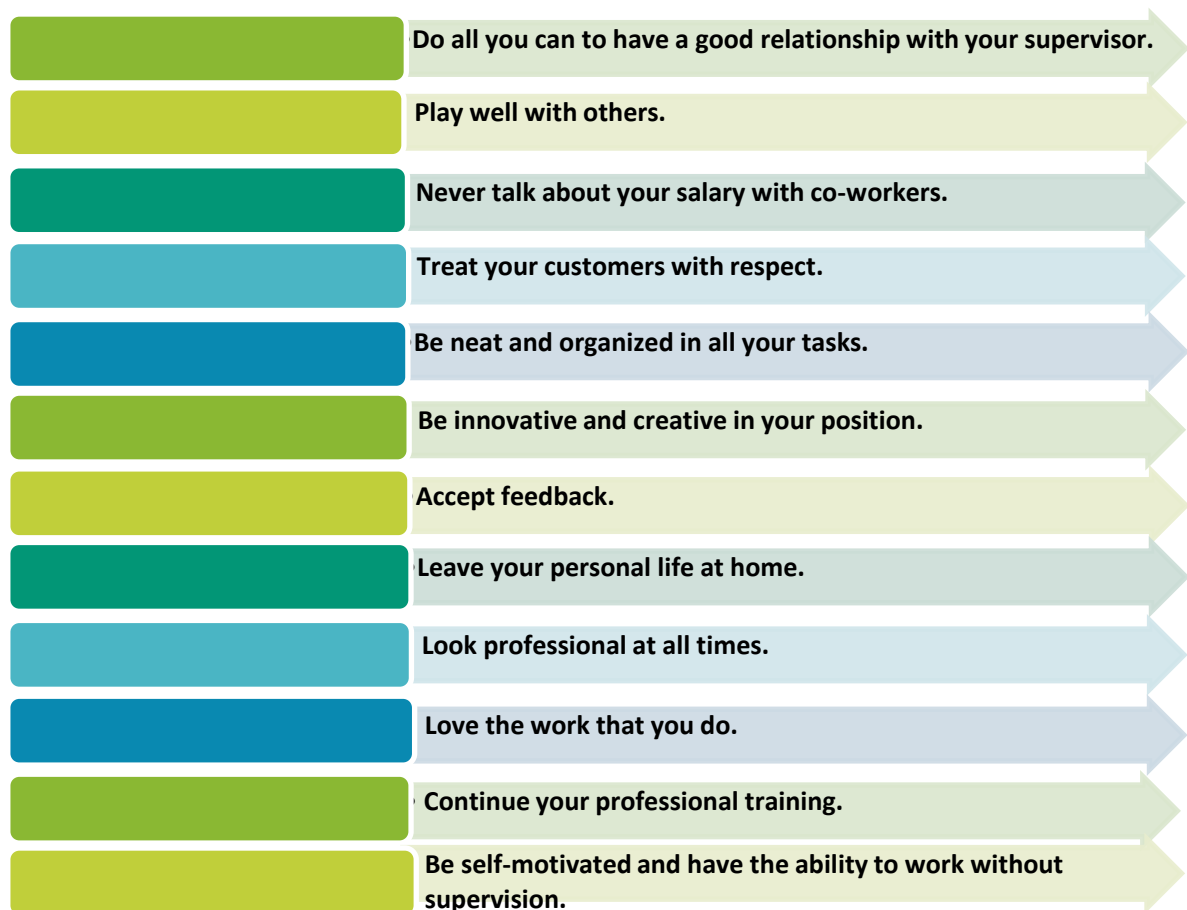 Do all you can to have a good relationship with your supervisor.
Play well with others.
Never talk about your salary with co-workers.
Treat your customers with respect.
Be neat and organized in all your tasks.
Be innovative and creative in your position.
Accept feedback.
Leave your personal life at home.
Look professional at all times.
Love the work that you do.
Continue your professional training.
Be self-motivated and have the ability to work without
supervision.